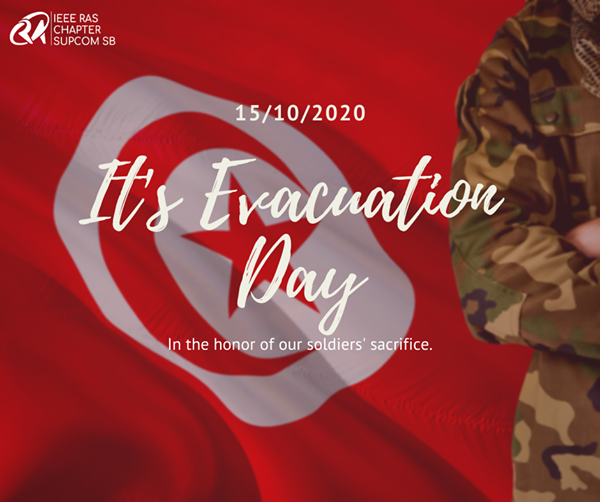 IEEE RAS
CHAPTER
SUPCOM SB
15/10/2020
It's Evacuation
Day
In the honor of our soldiers' sacrifice.